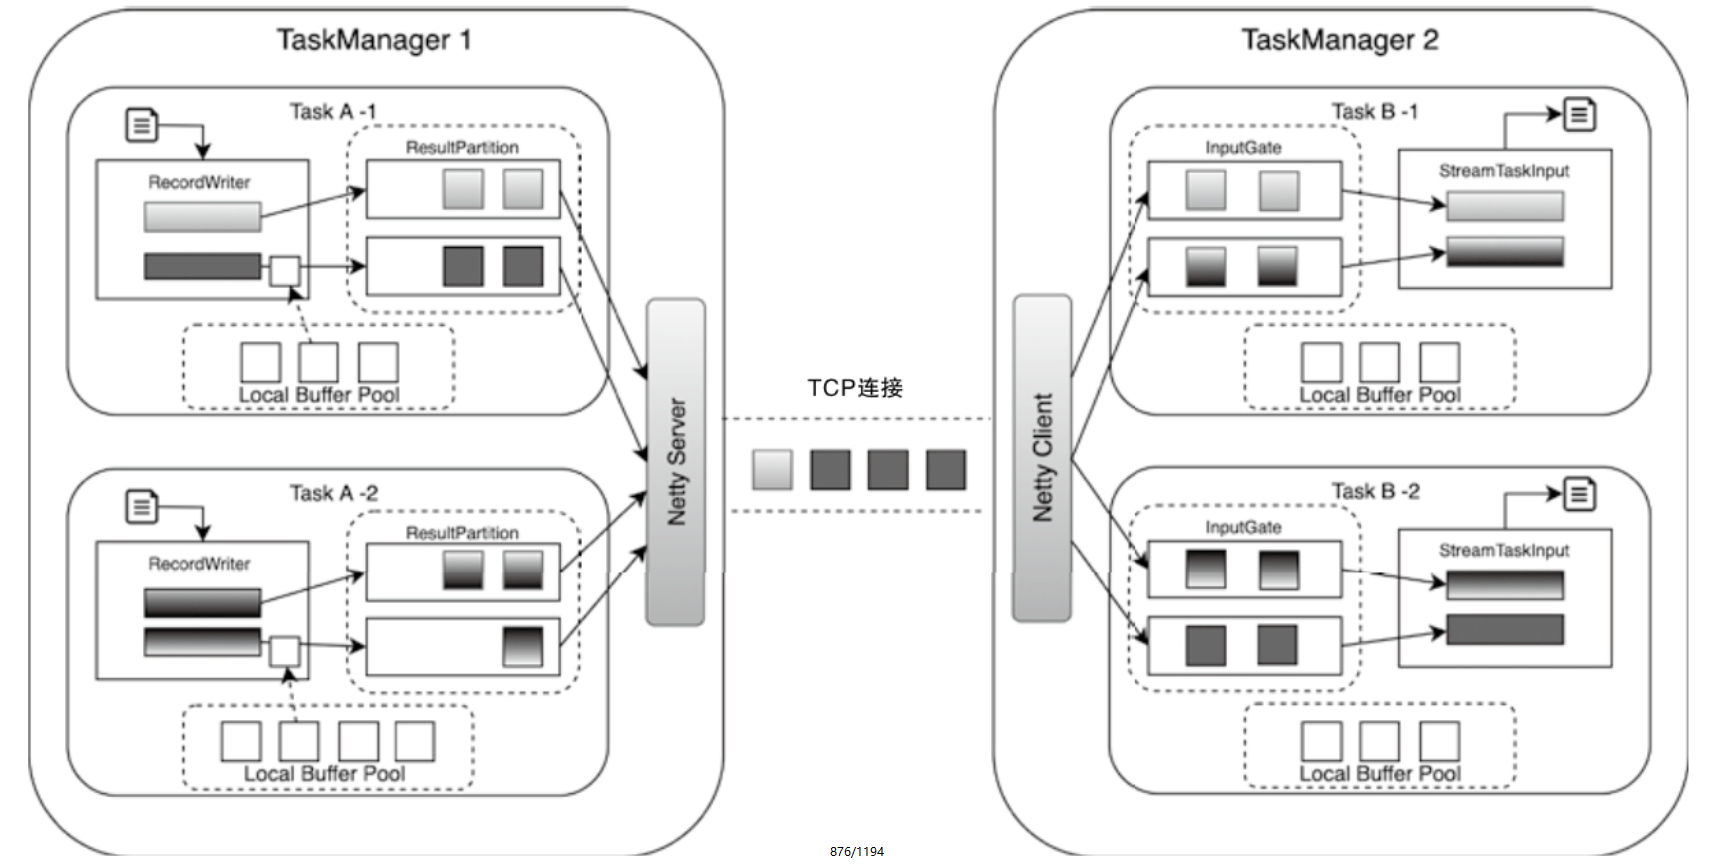 TaskManager 1
Task A -1
RecordWriter
ResultPartition
Local Buffer Pool
Task A -2
RecordWriter
ResultPartition
Local Buffer Pool
Netty Server
TCP连接
Netty Client
TaskManager 2
Task B -1
InputGate
StreamTaskInput
Local Buffer Pool
Task B -2
InputGate
StreamTaskInput
Local Buffer Pool
876/1194